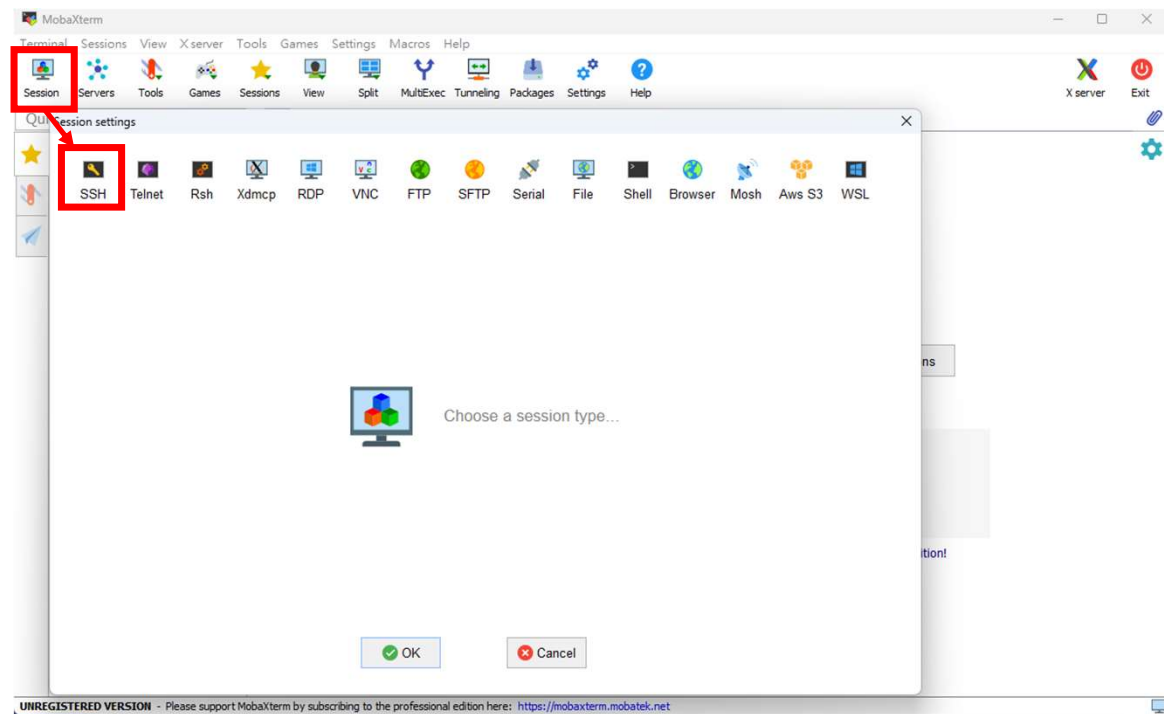 MobaXterm
Terminal Sessions View X server Tools Games Settings Macros Help
Session Servers Tools Games Sessions View Split MultiExec Tunneling Packages Settings Help X server Exit
Session settings
SSH Telnet Rsh Xdmcp RDP VNC FTP SFTP Serial File Shell Browser Mosh Aws S3 WSL
Choose a session type...
OK Cancel
UNREGISTERED VERSION - Please support MobaXterm by subscribing to the professional edition here: https://mobaxterm.mobatek.net